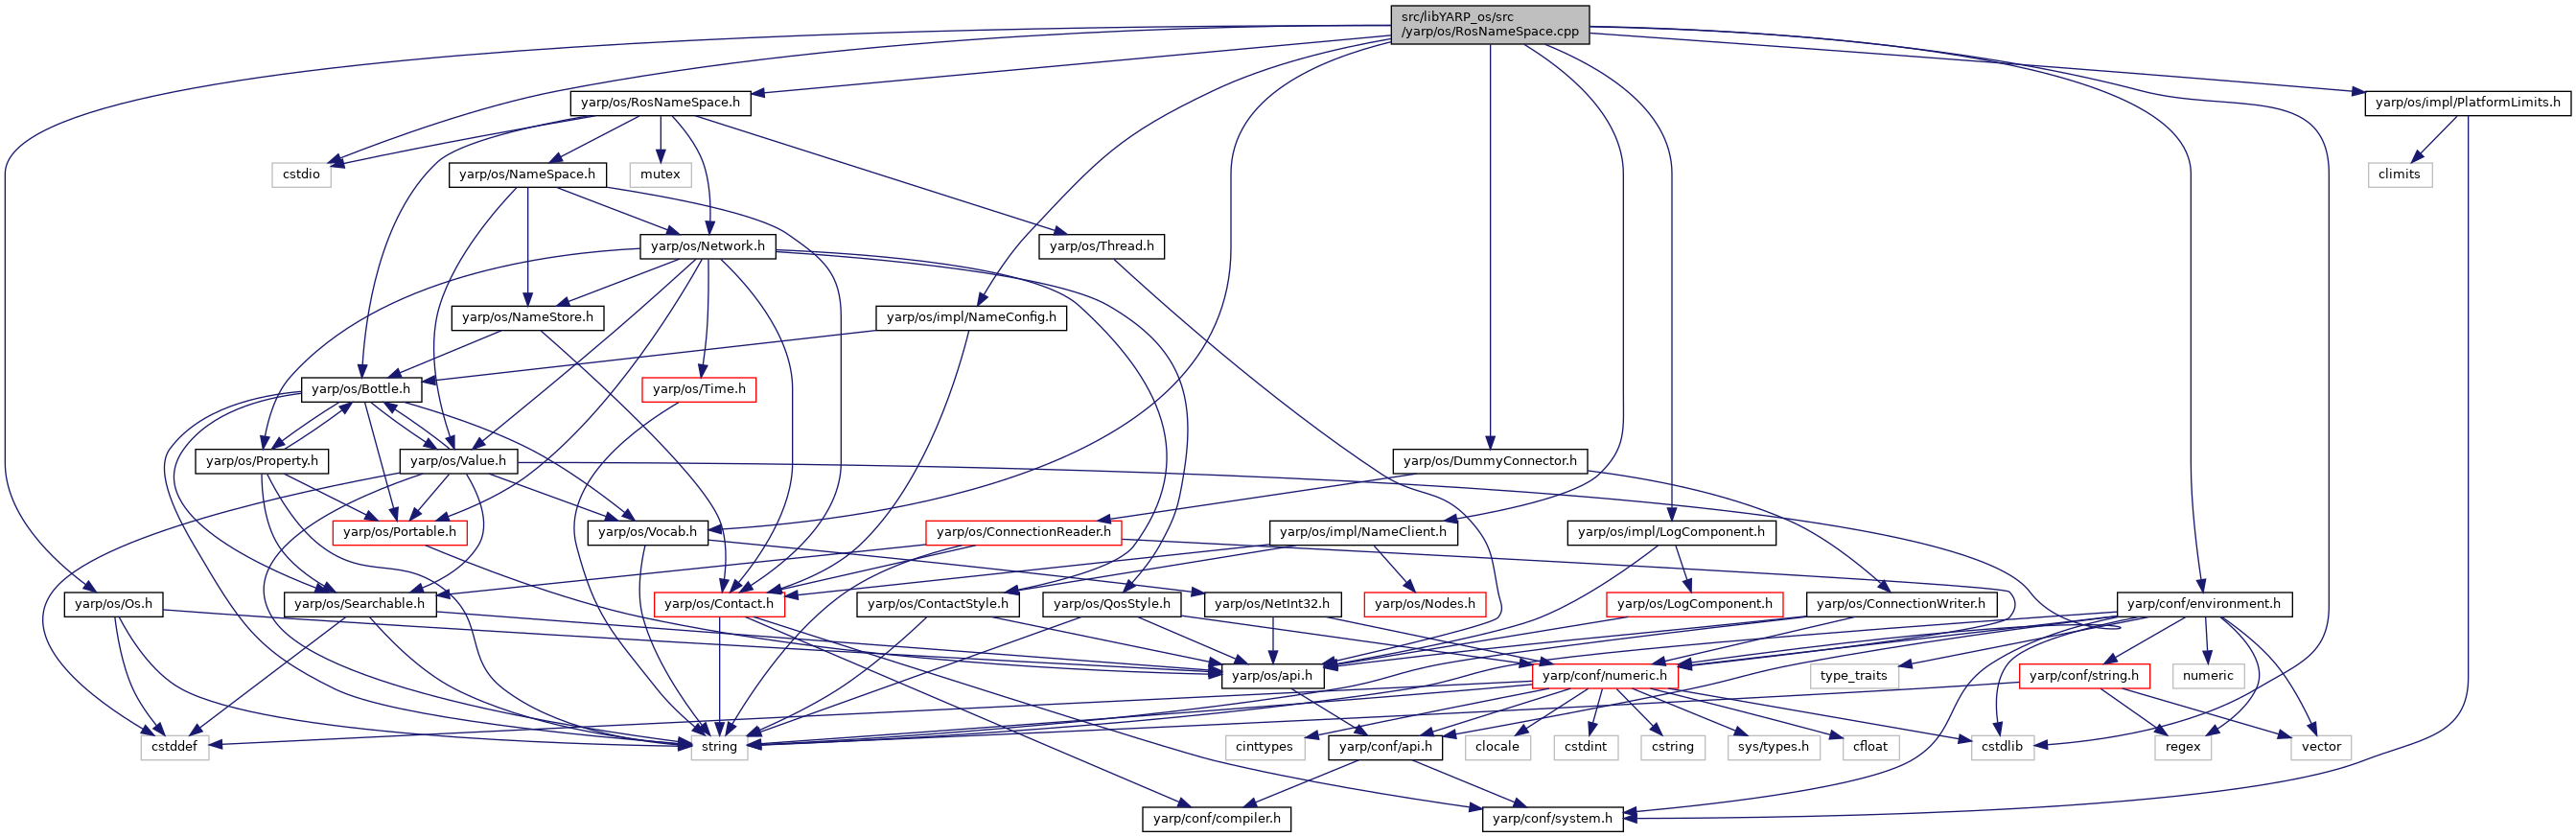 src/libYARP_os/src
/yarp/os/RosNameSpace.cpp
yarp/os/RosNameSpace.h
yarp/os/impl/PlatformLimits.h
cstdio
yarp/os/NameSpace.h
mutex
climits
yarp/os/Network.h
yarp/os/Thread.h
yarp/os/NameStore.h
yarp/os/impl/NameConfig.h
yarp/os/Bottle.h
yarp/os/Time.h
yarp/os/Property.h
yarp/os/Value.h
yarp/os/DummyConnector.h
yarp/os/Portable.h
yarp/os/Vocab.h
yarp/os/ConnectionReader.h
yarp/os/impl/NameClient.h
yarp/os/impl/LogComponent.h
yarp/os/Os.h
yarp/os/Searchable.h
yarp/os/Contact.h
yarp/os/ContactStyle.h
yarp/os/QosStyle.h
yarp/os/NetInt32.h
yarp/os/Nodes.h
yarp/os/LogComponent.h
yarp/os/ConnectionWriter.h
yarp/conf/environment.h
yarp/os/api.h
yarp/conf/numeric.h
type_traits
yarp/conf/string.h
numeric
cstddef
string
cinttypes
yarp/conf/api.h
clocale
cstdint
cstring
sys/types.h
cfloat
cstdlib
regex
vector
yarp/conf/compiler.h
yarp/conf/system.h